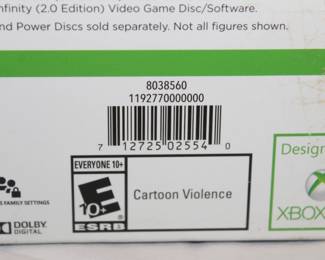 nfinity (2.0 Edition) Video Game Disc/Software.
nd Power Discs sold separately. Not all figures shown.
8038560
1192770000000
7 12725 02554 0
Design
EVERYONE 10+
E
10+
ESRB
Cartoon Violence
S FAMILY SETTINGS
DOLBY
DIGITAL
XBOX